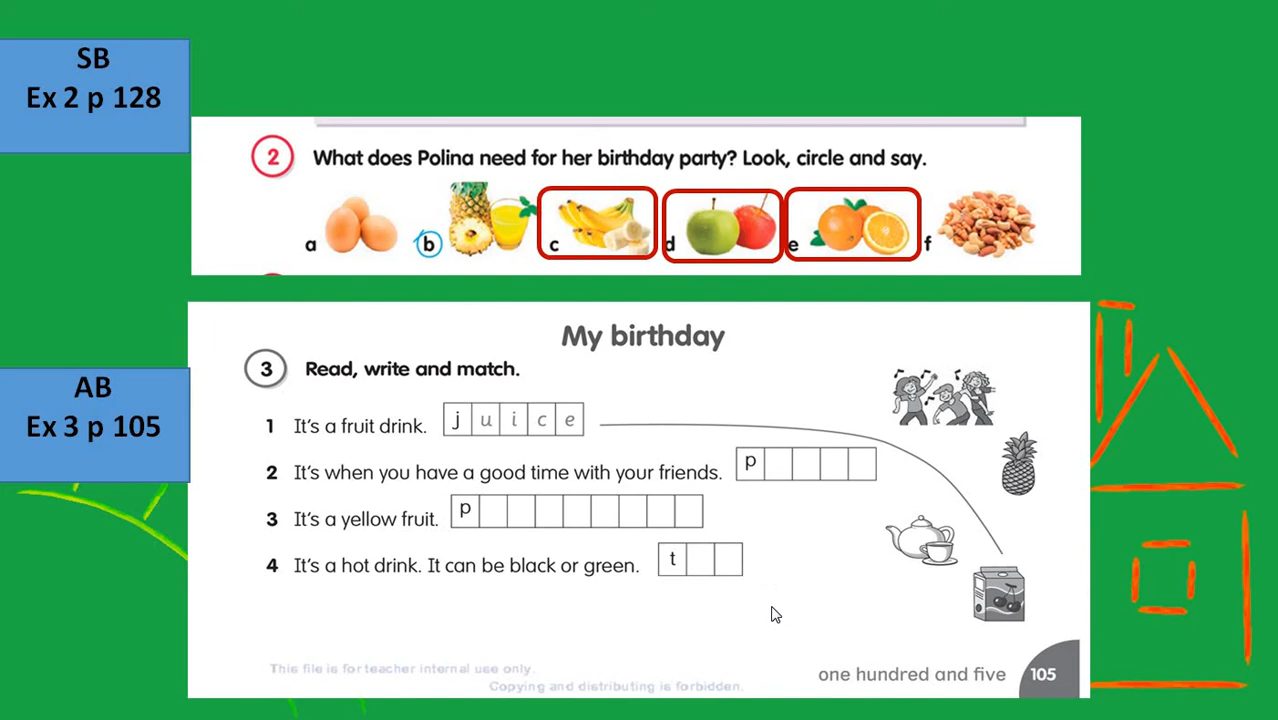 SB
Ex 2 p 128
2 What does Polina need for her birthday party? Look, circle and say.
a b c d e f
My birthday
3 Read, write and match.
1 It's a fruit drink. juice
2 It's when you have a good time with your friends. p
3 It's a yellow fruit. p
4 It's a hot drink. It can be black or green. t
AB
Ex 3 p 105
This file is for teacher internal use only.
Copying and distributing is forbidden.
one hundred and five 105